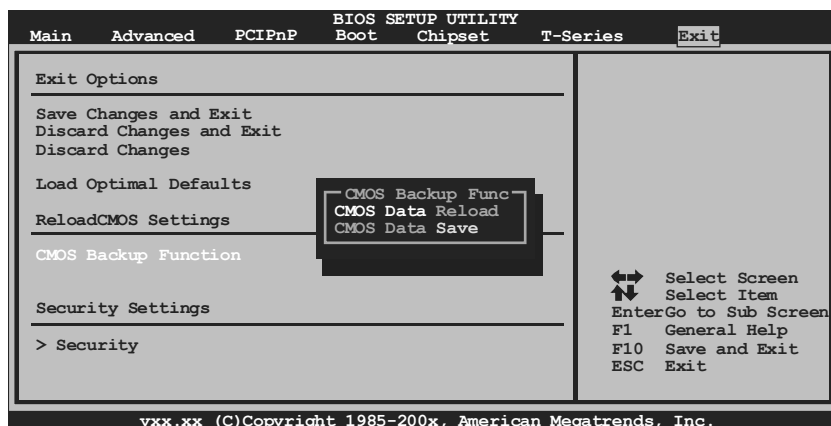 BIOS SETUP UTILITY
Main Advanced PCIPnP Boot Chipset T-Series Exit
Exit Options
Save Changes and Exit
Discard Changes and Exit
Discard Changes
Load Optimal Defaults
ReloadCMOS Settings
CMOS Backup Function
CMOS Backup Func
CMOS Data Reload
CMOS Data Save
Security Settings
> Security
Select Screen
Select Item
EnterGo to Sub Screen
F1 General Help
F10 Save and Exit
ESC Exit
vxx.xx (C)Copyright 1985-200x, American Megatrends, Inc.